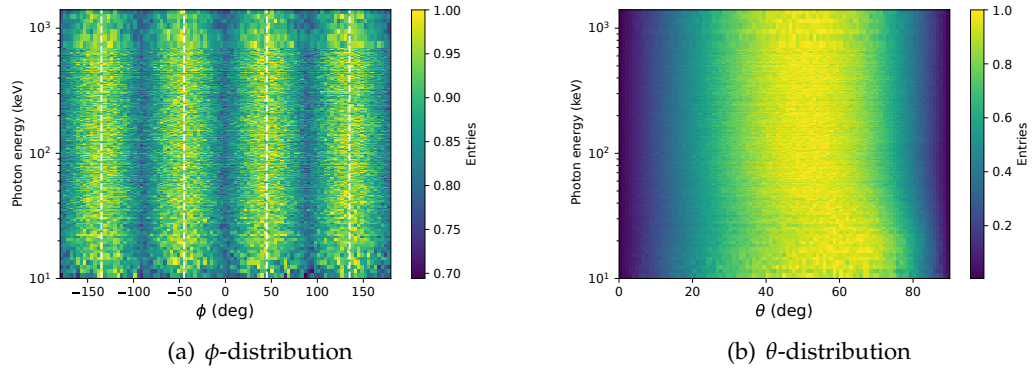 10³
10²
10¹
Photon energy (keV)
−150 −100 −50 0 50 100 150
ϕ (deg)
1.00
0.95
0.90
0.85
0.80
0.75
0.70
Entries
(a) ϕ-distribution
10³
10²
10¹
Photon energy (keV)
0 20 40 60 80
θ (deg)
1.0
0.8
0.6
0.4
0.2
Entries
(b) θ-distribution